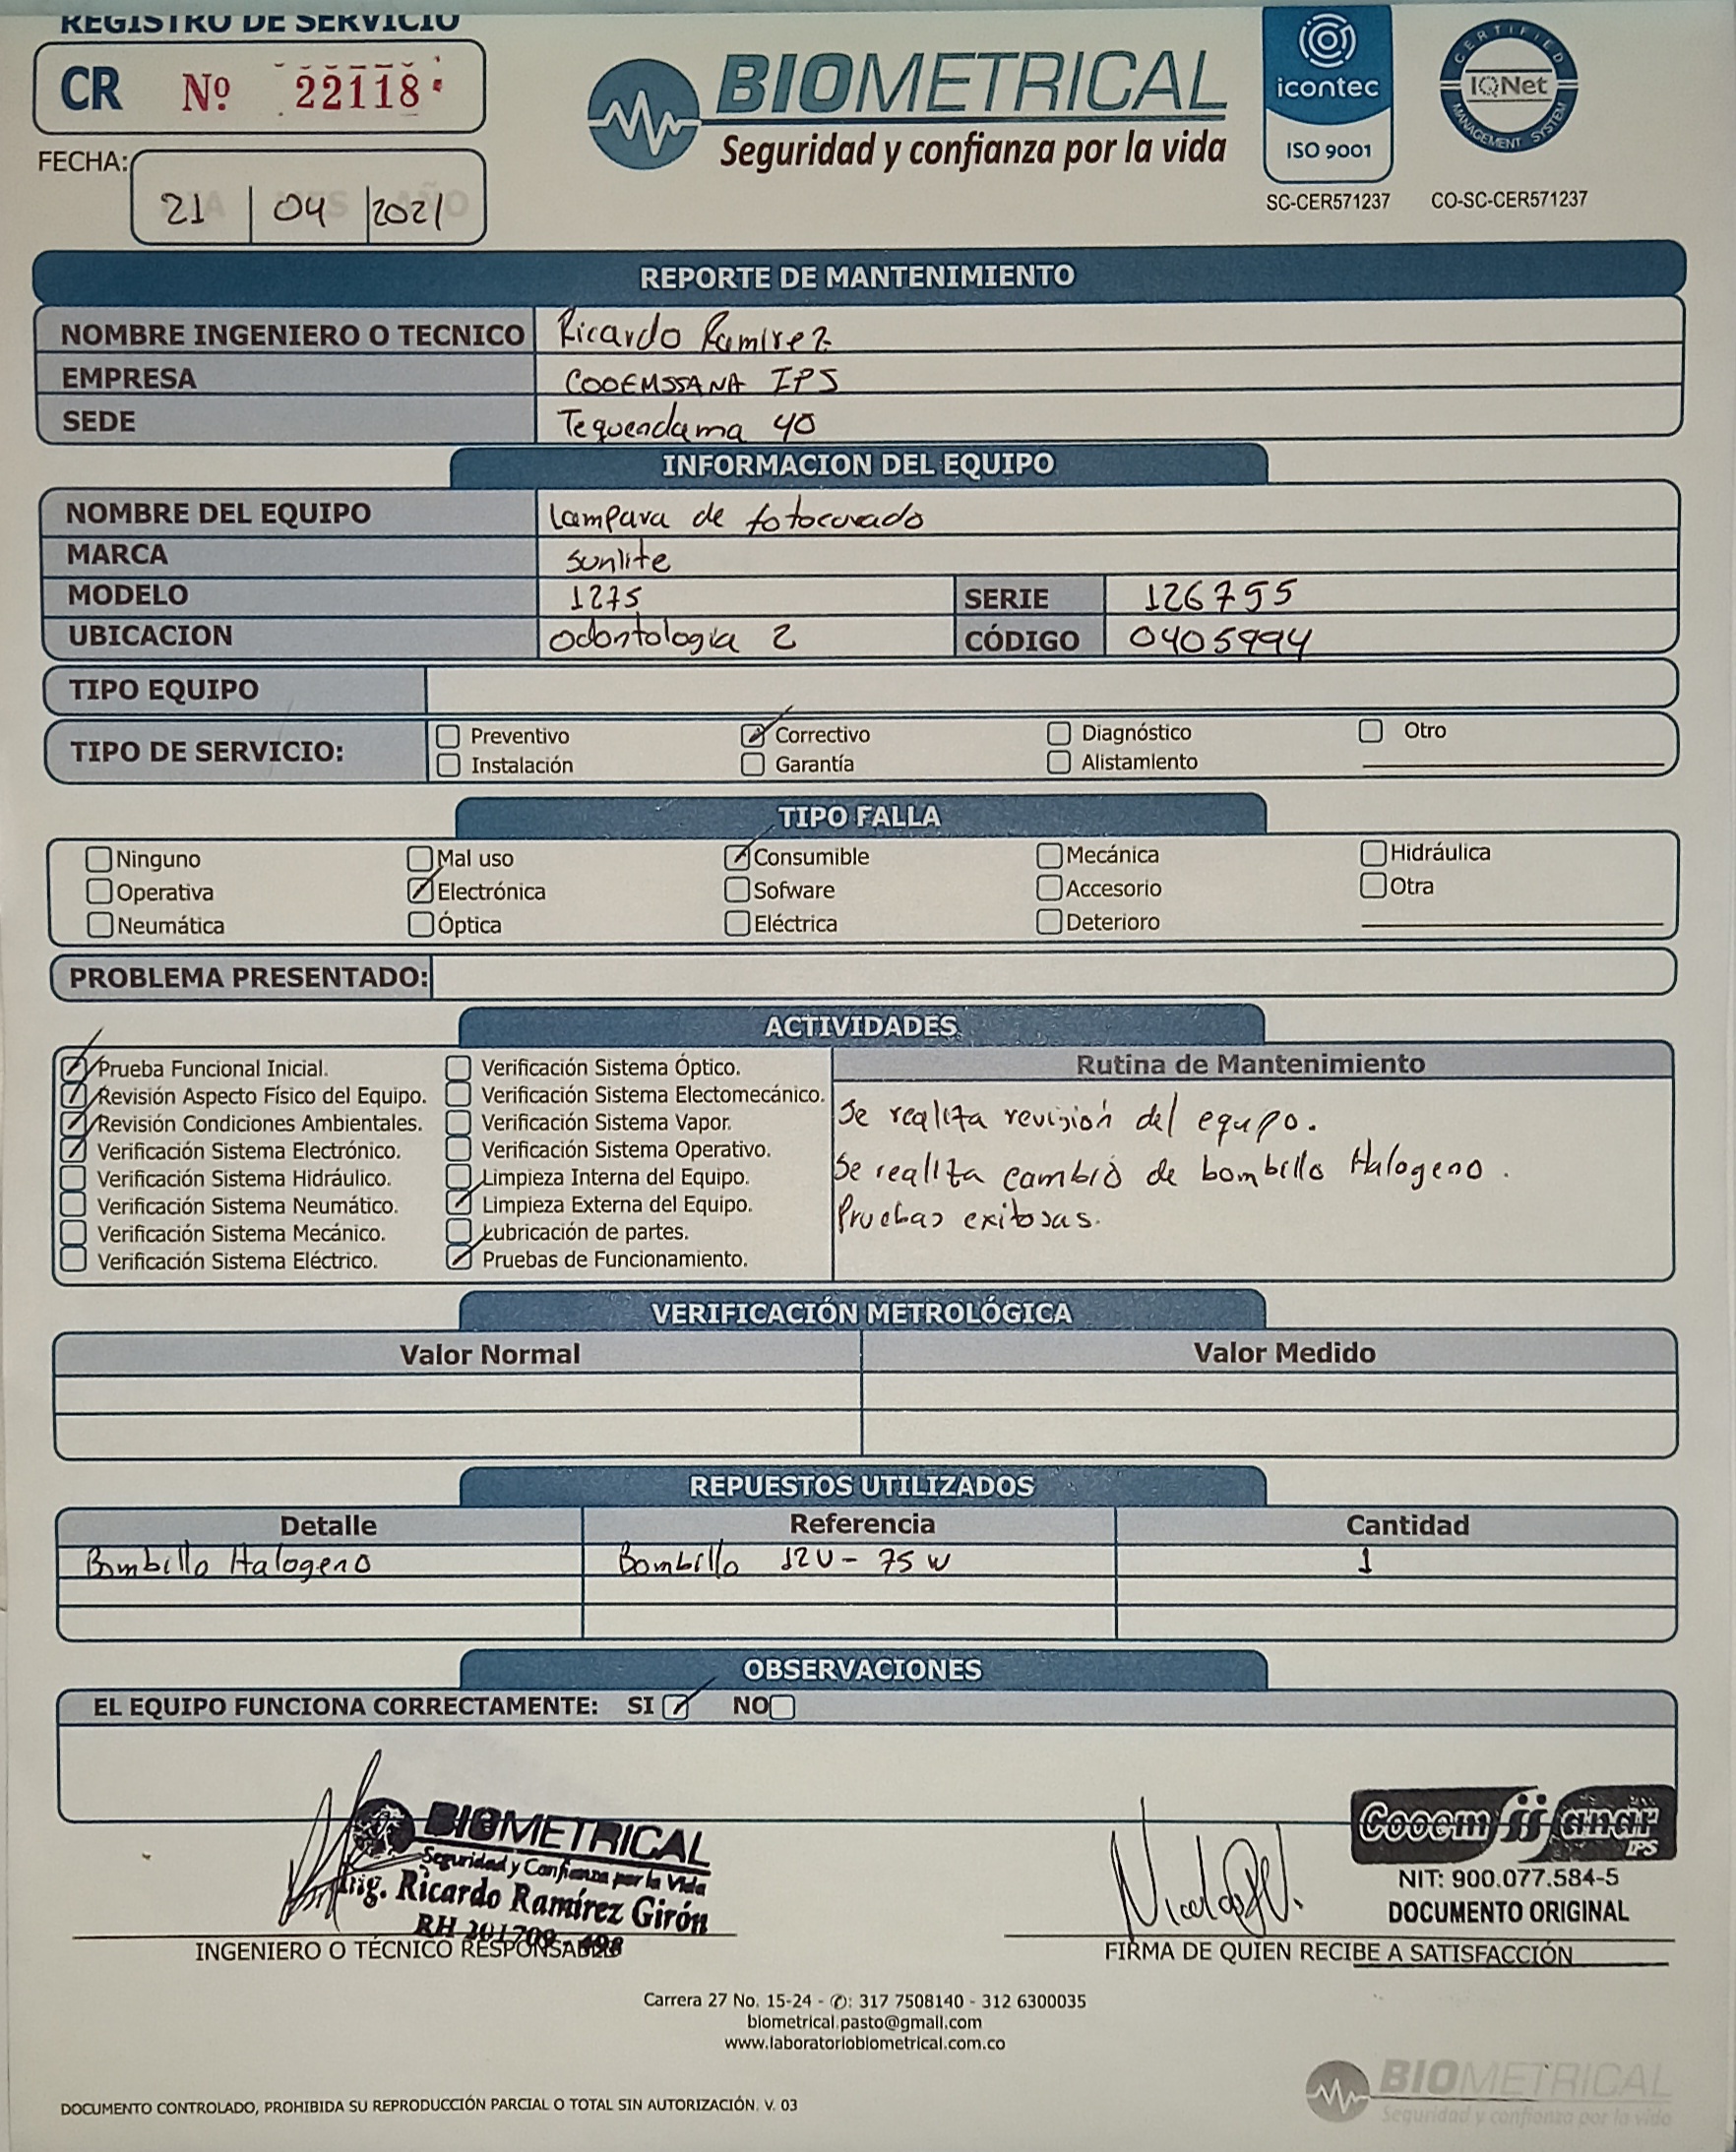 REGISTRO DE SERVICIO
CR Nº 22118
FECHA:
21 | 04 | 2021
BIOMETRICAL
Seguridad y confianza por la vida
icontec
ISO 9001
SC-CER571237
CERTIFIED
IQNet
MANAGEMENT SYSTEM
CO-SC-CER571237
REPORTE DE MANTENIMIENTO
NOMBRE INGENIERO O TECNICO Ricardo Ramirez
EMPRESA COOEMSSANA IPS
SEDE Tequendama 40
INFORMACION DEL EQUIPO
NOMBRE DEL EQUIPO Lampara de fotocurado
MARCA Sunlite
MODELO 1275 SERIE 126755
UBICACION Odontologia 2 CÓDIGO 0405994
TIPO EQUIPO
TIPO DE SERVICIO:
Preventivo Correctivo Diagnóstico Otro
Instalación Garantía Alistamiento
TIPO FALLA
Ninguno Mal uso Consumible Mecánica Hidráulica
Operativa Electrónica Sofware Accesorio Otra
Neumática Óptica Eléctrica Deterioro
PROBLEMA PRESENTADO:
ACTIVIDADES
Prueba Funcional Inicial.
Revisión Aspecto Físico del Equipo.
Revisión Condiciones Ambientales.
Verificación Sistema Electrónico.
Verificación Sistema Hidráulico.
Verificación Sistema Neumático.
Verificación Sistema Mecánico.
Verificación Sistema Eléctrico.
Verificación Sistema Óptico.
Verificación Sistema Electomecánico.
Verificación Sistema Vapor.
Verificación Sistema Operativo.
Limpieza Interna del Equipo.
Limpieza Externa del Equipo.
Lubricación de partes.
Pruebas de Funcionamiento.
Rutina de Mantenimiento
Se realiza revisión del equipo.
Se realiza cambio de bombillo Halogeno.
Pruebas exitosas.
VERIFICACIÓN METROLÓGICA
Valor Normal Valor Medido
REPUESTOS UTILIZADOS
Detalle Referencia Cantidad
Bombillo Halogeno Bombillo 12V - 75 W 1
OBSERVACIONES
EL EQUIPO FUNCIONA CORRECTAMENTE: SI NO
BIOMETRICAL
Seguridad y Confianza por la Vida
Ing. Ricardo Ramírez Girón
INGENIERO O TÉCNICO RESPONSABLE
IPS
NIT: 900.077.584-5
DOCUMENTO ORIGINAL
FIRMA DE QUIEN RECIBE A SATISFACCIÓN
Carrera 27 No. 15-24 - ✆: 317 7508140 - 312 6300035
biometrical.pasto@gmail.com
www.laboratoriobiometrical.com.co
DOCUMENTO CONTROLADO, PROHIBIDA SU REPRODUCCIÓN PARCIAL O TOTAL SIN AUTORIZACIÓN. V. 03
BIOMETRICAL
Seguridad y confianza por la vida